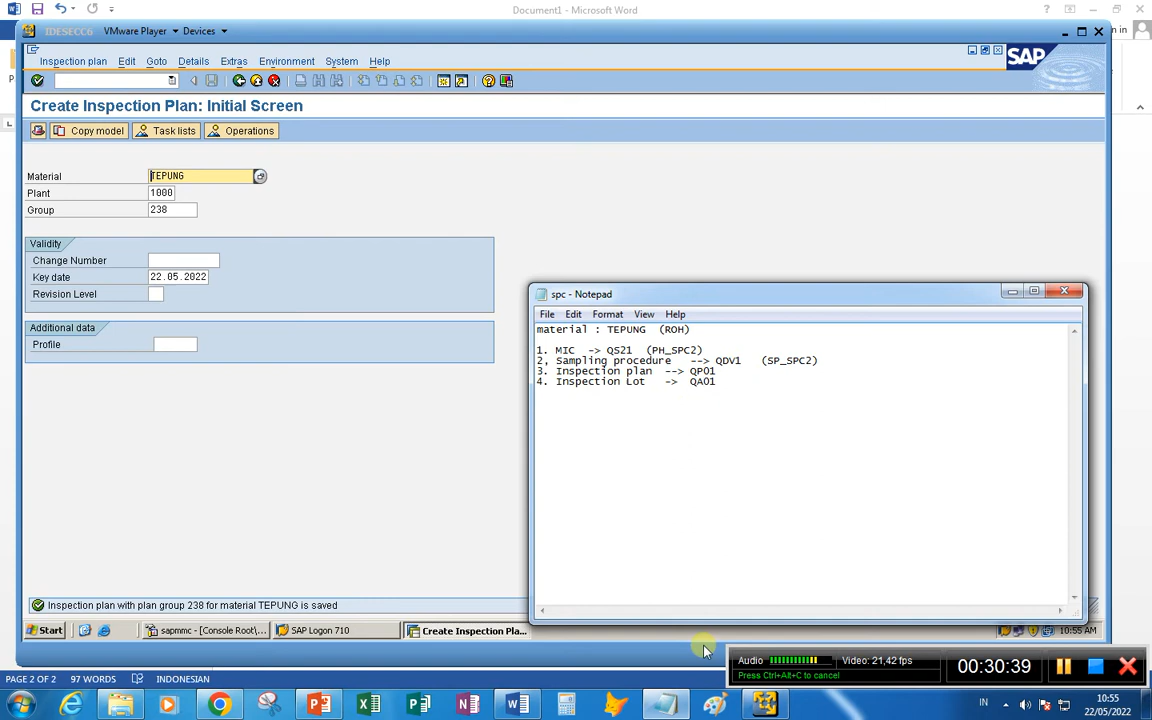 Document1 - Microsoft Word
IDESECC6 VMware Player Devices
in
Inspection plan Edit Goto Details Extras Environment System Help
SAP
Create Inspection Plan: Initial Screen
Copy model Task lists Operations
Material TEPUNG
Plant 1000
Group 238
Validity
Change Number
Key date 22.05.2022
Revision Level
Additional data
Profile
spc - Notepad
File Edit Format View Help
material : TEPUNG (ROH)
1. MIC -> QS21 (PH_SPC2)
2, Sampling procedure --> QDV1 (SP_SPC2)
3. Inspection plan --> QP01
4. Inspection Lot -> QA01
Inspection plan with plan group 238 for material TEPUNG is saved
Start sapmmc - [Console Root\... SAP Logon 710 Create Inspection Pla... 10:55 AM
PAGE 2 OF 2 97 WORDS INDONESIAN
Audio Video: 21,42 fps
Press Ctrl+Alt+C to cancel
00:30:39
IN 10:55
22/05/2022